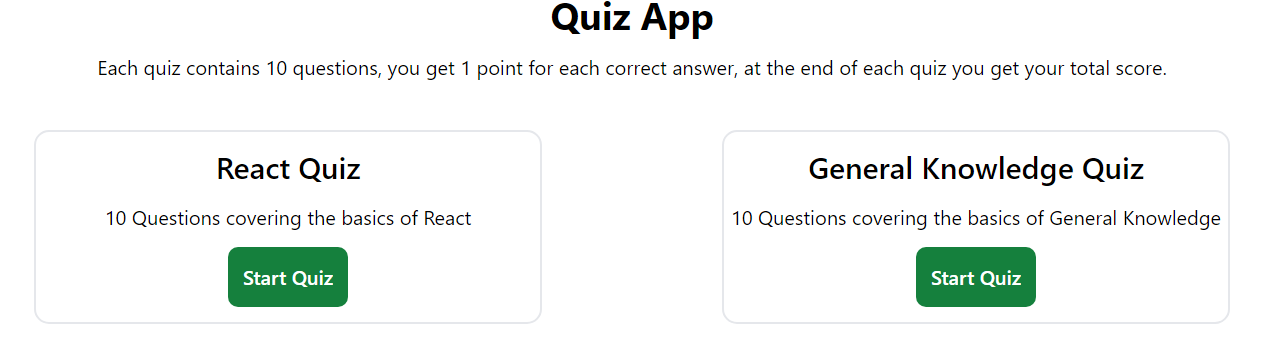 Quiz App
Each quiz contains 10 questions, you get 1 point for each correct answer, at the end of each quiz you get your total score.
React Quiz
10 Questions covering the basics of React
Start Quiz
General Knowledge Quiz
10 Questions covering the basics of General Knowledge
Start Quiz